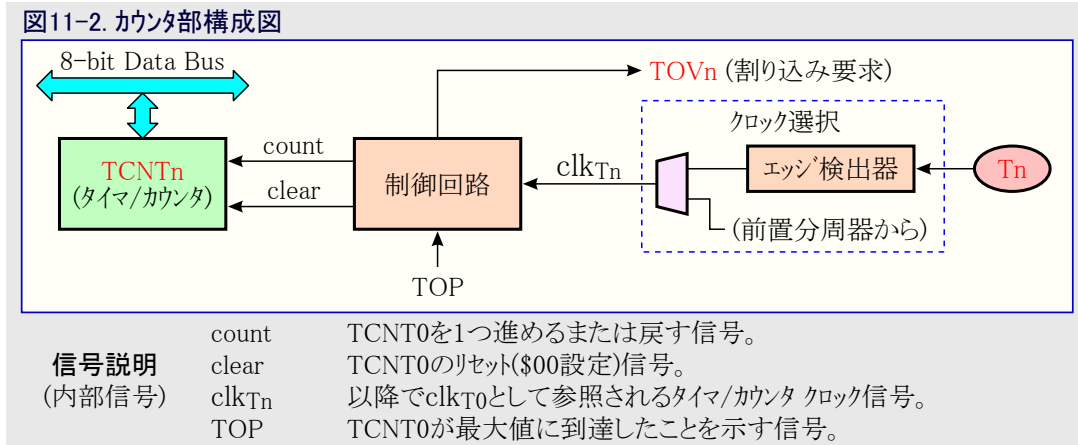 図11-2. カウンタ部構成図
8-bit Data Bus
TOVn (割り込み要求)
クロック選択
TCNTn
(タイマ/カウンタ)
count
clear
制御回路
clkTn
エッジ検出器
Tn
(前置分周器から)
TOP
信号説明
(内部信号)
count TCNT0を1つ進めるまたは戻す信号。
clear TCNT0のリセット($00設定)信号。
clkTn 以降でclkT0として参照されるタイマ/カウンタ クロック信号。
TOP TCNT0が最大値に到達したことを示す信号。